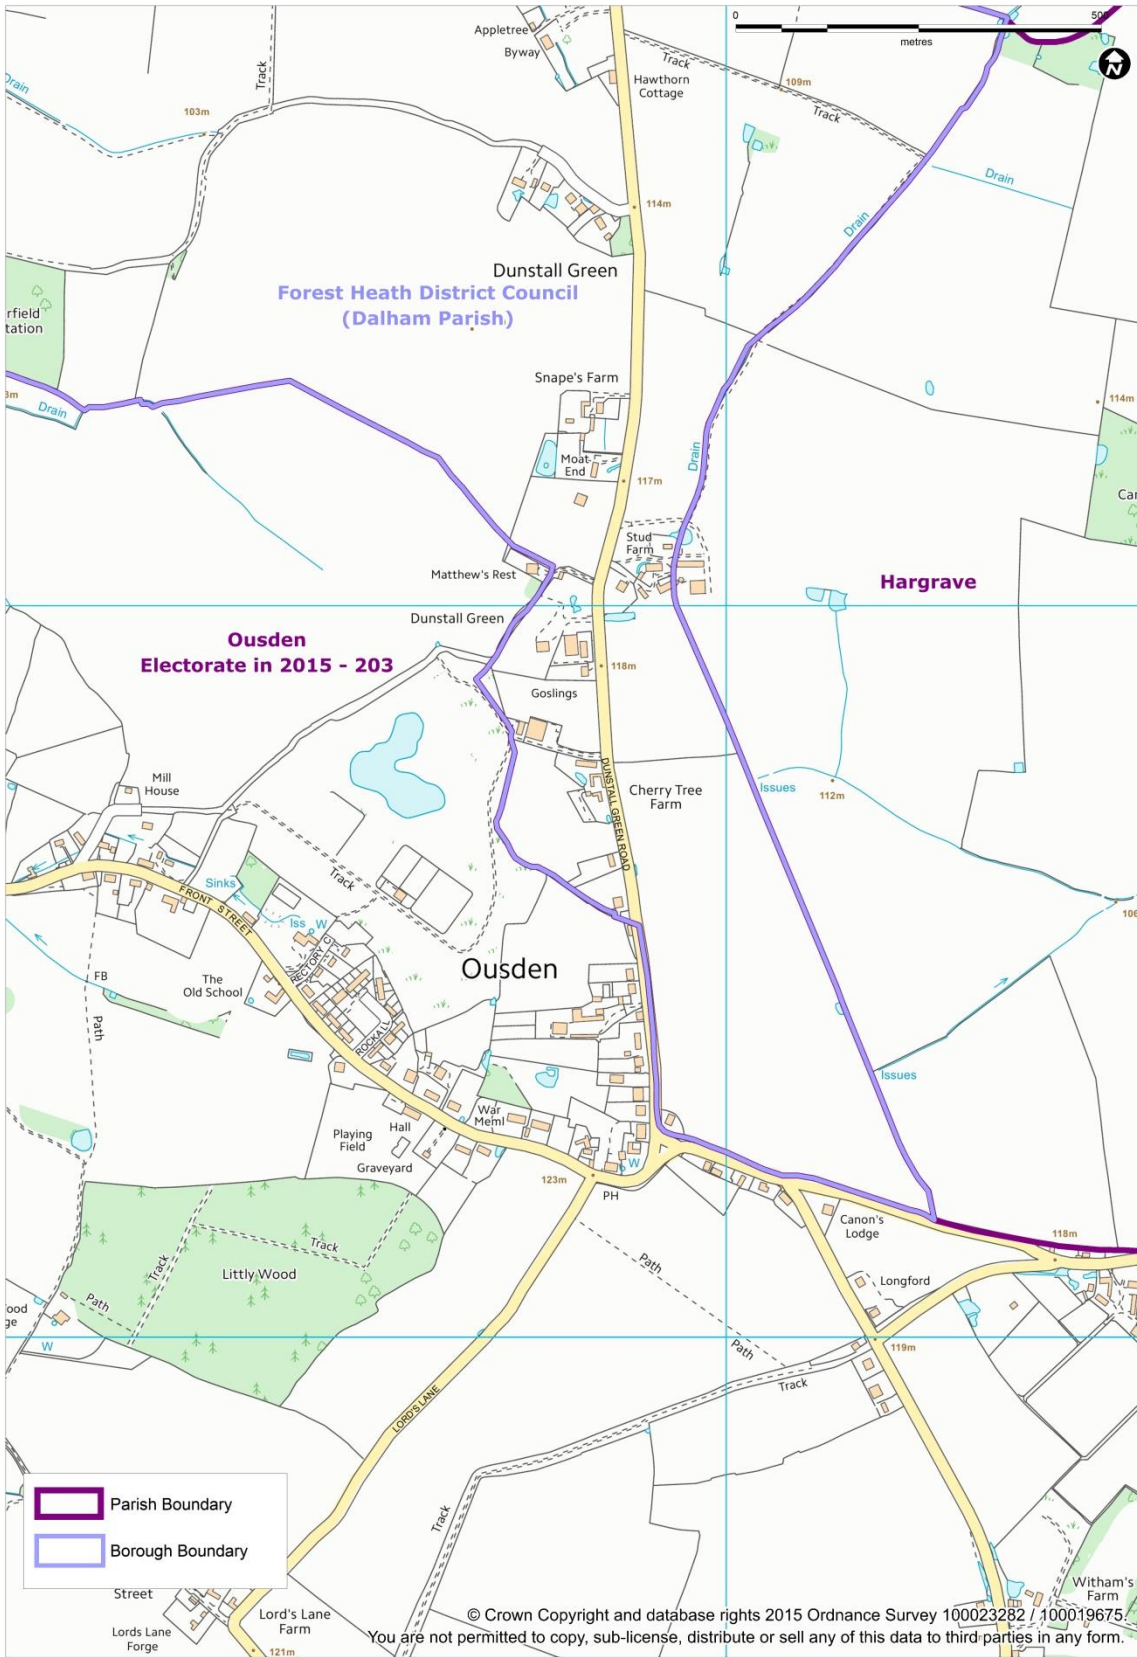 Appletree
Byway
0
metres
N
Track
Hawthorn
Cottage
Track
109m
Track
Drain
103m
Drain
Drain
114m
Dunstall Green
Forest Heath District Council
(Dalham Parish)
rfield
tation
Snape's Farm
8m
Drain
114m
Moat
End
Drain
117m
Car
Stud
Farm
Matthew's Rest
Hargrave
Dunstall Green
Ousden
Electorate in 2015 - 203
118m
Goslings
DUNSTALL GREEN ROAD
Mill
House
Cherry Tree
Farm
Issues
112m
Track
Sinks
FRONT STREET
Iss
W
RECTORY C
106
Ousden
FB
The
Old School
Path
ROCKALL
Issues
War
Meml
Hall
Playing
Field
Graveyard
W
123m
PH
Canon's
Lodge
118m
Track
Track
Path
Littly Wood
Longford
ood
ge
Path
W
119m
Path
Track
LORD'S LANE
Track
Parish Boundary
Borough Boundary
Street
Lord's Lane
Farm
Lords Lane
Forge
121m
Witham's
Farm
© Crown Copyright and database rights 2015 Ordnance Survey 100023282 / 100019675.
You are not permitted to copy, sub-license, distribute or sell any of this data to third parties in any form.